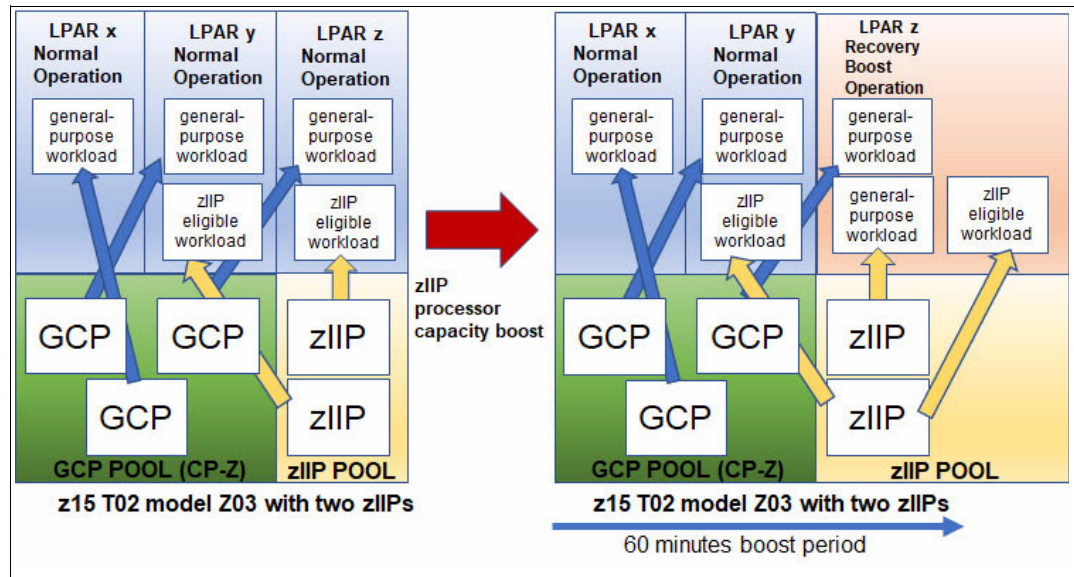 LPAR x
Normal
Operation
LPAR y
Normal
Operation
LPAR z
Normal
Operation
general-
purpose
workload
general-
purpose
workload
general-
purpose
workload
zIIP
eligible
workload
zIIP
eligible
workload
GCP
GCP
GCP
zIIP
zIIP
GCP POOL (CP-Z)
zIIP POOL
z15 T02 model Z03 with two zIIPs
zIIP
processor
capacity boost
LPAR x
Normal
Operation
LPAR y
Normal
Operation
LPAR z
Recovery
Boost
Operation
general-
purpose
workload
general-
purpose
workload
general-
purpose
workload
zIIP
eligible
workload
general-
purpose
workload
zIIP
eligible
workload
GCP
GCP
GCP
zIIP
zIIP
GCP POOL (CP-Z)
zIIP POOL
z15 T02 model Z03 with two zIIPs
60 minutes boost period